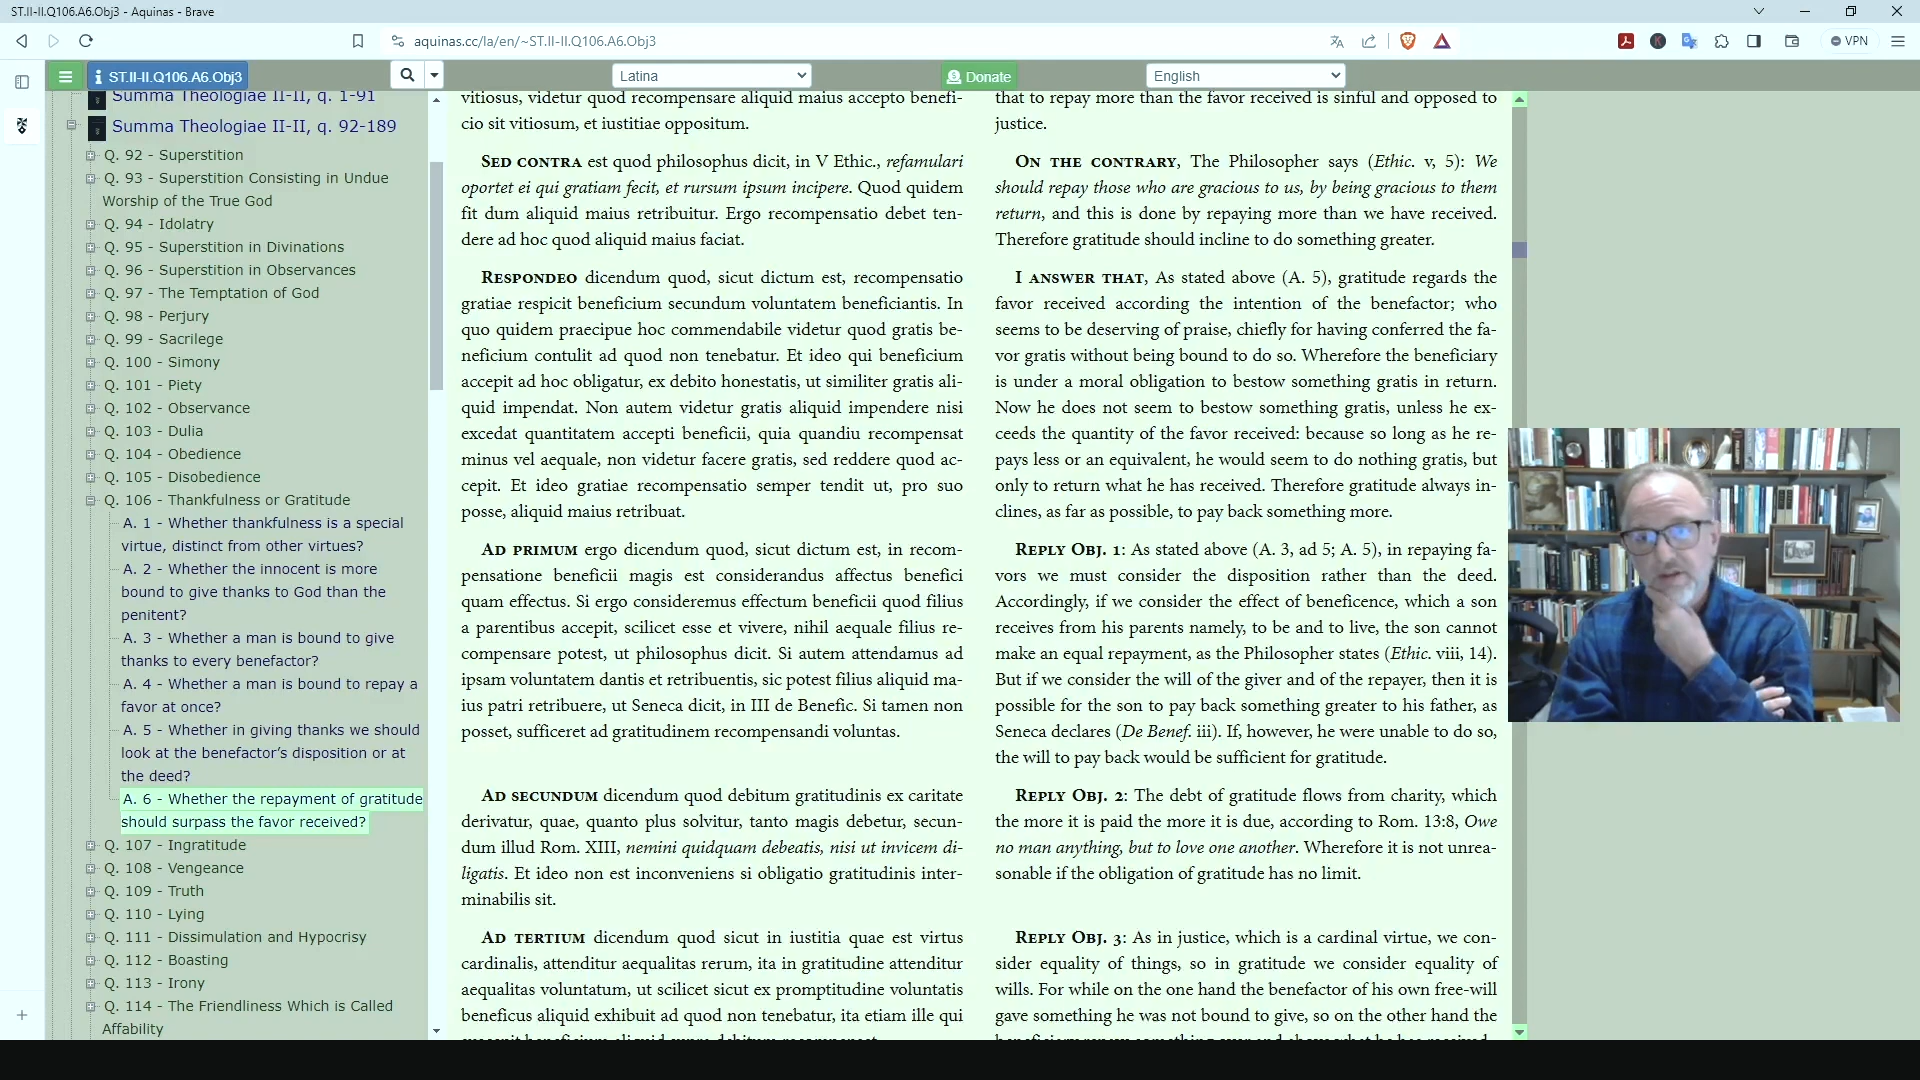 ST.II-II.Q106.A6.Obj3 - Aquinas - Brave
aquinas.cc/la/en/~ST.II-II.Q106.A6.Obj3
VPN
ST.II-II.Q106.A6.Obj3
Latina
Donate
English
Summa Theologiae II-II, q. 1-91
Summa Theologiae II-II, q. 92-189
Q. 92 - Superstition
Q. 93 - Superstition Consisting in Undue
Worship of the True God
Q. 94 - Idolatry
Q. 95 - Superstition in Divinations
Q. 96 - Superstition in Observances
Q. 97 - The Temptation of God
Q. 98 - Perjury
Q. 99 - Sacrilege
Q. 100 - Simony
Q. 101 - Piety
Q. 102 - Observance
Q. 103 - Dulia
Q. 104 - Obedience
Q. 105 - Disobedience
Q. 106 - Thankfulness or Gratitude
A. 1 - Whether thankfulness is a special
virtue, distinct from other virtues?
A. 2 - Whether the innocent is more
bound to give thanks to God than the
penitent?
A. 3 - Whether a man is bound to give
thanks to every benefactor?
A. 4 - Whether a man is bound to repay a
favor at once?
A. 5 - Whether in giving thanks we should
look at the benefactor's disposition or at
the deed?
A. 6 - Whether the repayment of gratitude
should surpass the favor received?
Q. 107 - Ingratitude
Q. 108 - Vengeance
Q. 109 - Truth
Q. 110 - Lying
Q. 111 - Dissimulation and Hypocrisy
Q. 112 - Boasting
Q. 113 - Irony
Q. 114 - The Friendliness Which is Called
Affability
vitiosus, videtur quod recompensare aliquid maius accepto benefi-
cio sit vitiosum, et iustitiae oppositum.
SED CONTRA est quod philosophus dicit, in V Ethic., refamulari
oportet ei qui gratiam fecit, et rursum ipsum incipere. Quod quidem
fit dum aliquid maius retribuitur. Ergo recompensatio debet ten-
dere ad hoc quod aliquid maius faciat.
RESPONDEO dicendum quod, sicut dictum est, recompensatio
gratiae respicit beneficium secundum voluntatem beneficiantis. In
quo quidem praecipue hoc commendabile videtur quod gratis be-
neficium contulit ad quod non tenebatur. Et ideo qui beneficium
accepit ad hoc obligatur, ex debito honestatis, ut similiter gratis ali-
quid impendat. Non autem videtur gratis aliquid impendere nisi
excedat quantitatem accepti beneficii, quia quandiu recompensat
minus vel aequale, non videtur facere gratis, sed reddere quod ac-
cepit. Et ideo gratiae recompensatio semper tendit ut, pro suo
posse, aliquid maius retribuat.
AD PRIMUM ergo dicendum quod, sicut dictum est, in recom-
pensatione beneficii magis est considerandus affectus benefici
quam effectus. Si ergo consideremus effectum beneficii quod filius
a parentibus accepit, scilicet esse et vivere, nihil aequale filius re-
compensare potest, ut philosophus dicit. Si autem attendamus ad
ipsam voluntatem dantis et retribuentis, sic potest filius aliquid ma-
ius patri retribuere, ut Seneca dicit, in III de Benefic. Si tamen non
posset, sufficeret ad gratitudinem recompensandi voluntas.
AD SECUNDUM dicendum quod debitum gratitudinis ex caritate
derivatur, quae, quanto plus solvitur, tanto magis debetur, secun-
dum illud Rom. XIII, nemini quidquam debeatis, nisi ut invicem di-
ligatis. Et ideo non est inconveniens si obligatio gratitudinis inter-
minabilis sit.
AD TERTIUM dicendum quod sicut in iustitia quae est virtus
cardinalis, attenditur aequalitas rerum, ita in gratitudine attenditur
aequalitas voluntatum, ut scilicet sicut ex promptitudine voluntatis
beneficus aliquid exhibuit ad quod non tenebatur, ita etiam ille qui
that to repay more than the favor received is sinful and opposed to
justice.
ON THE CONTRARY, The Philosopher says (Ethic. v, 5): We
should repay those who are gracious to us, by being gracious to them
return, and this is done by repaying more than we have received.
Therefore gratitude should incline to do something greater.
I ANSWER THAT, As stated above (A. 5), gratitude regards the
favor received according the intention of the benefactor; who
seems to be deserving of praise, chiefly for having conferred the fa-
vor gratis without being bound to do so. Wherefore the beneficiary
is under a moral obligation to bestow something gratis in return.
Now he does not seem to bestow something gratis, unless he ex-
ceeds the quantity of the favor received: because so long as he re-
pays less or an equivalent, he would seem to do nothing gratis, but
only to return what he has received. Therefore gratitude always in-
clines, as far as possible, to pay back something more.
REPLY OBJ. 1: As stated above (A. 3, ad 5; A. 5), in repaying fa-
vors we must consider the disposition rather than the deed.
Accordingly, if we consider the effect of beneficence, which a son
receives from his parents namely, to be and to live, the son cannot
make an equal repayment, as the Philosopher states (Ethic. viii, 14).
But if we consider the will of the giver and of the repayer, then it is
possible for the son to pay back something greater to his father, as
Seneca declares (De Benef. iii). If, however, he were unable to do so,
the will to pay back would be sufficient for gratitude.
REPLY OBJ. 2: The debt of gratitude flows from charity, which
the more it is paid the more it is due, according to Rom. 13:8, Owe
no man anything, but to love one another. Wherefore it is not unrea-
sonable if the obligation of gratitude has no limit.
REPLY OBJ. 3: As in justice, which is a cardinal virtue, we con-
sider equality of things, so in gratitude we consider equality of
wills. For while on the one hand the benefactor of his own free-will
gave something he was not bound to give, so on the other hand the